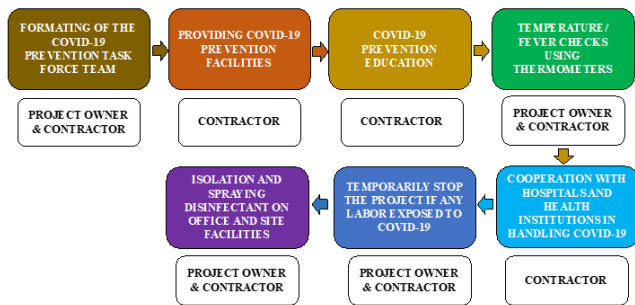 FORMATING OF THE
COVID-19
PREVENTION TASK
FORCE TEAM
PROVIDING COVID-19
PREVENTION
FACILITIES
COVID-19
PREVENTION
EDUCATION
TEMPERATURE /
FEVER CHECKS
USING
THERMOMETERS
PROJECT OWNER
& CONTRACTOR
CONTRACTOR
CONTRACTOR
PROJECT OWNER
& CONTRACTOR
ISOLATION AND
SPRAYING
DISINFECTANT ON
OFFICE AND SITE
FACILITIES
TEMPORARILY STOP
THE PROJECT IF ANY
LABOR EXPOSED TO
COVID-19
COOPERATION WITH
HOSPITALS AND
HEALTH
INSTITUTIONS IN
HANDLING COVID-19
PROJECT OWNER
& CONTRACTOR
PROJECT OWNER
& CONTRACTOR
CONTRACTOR